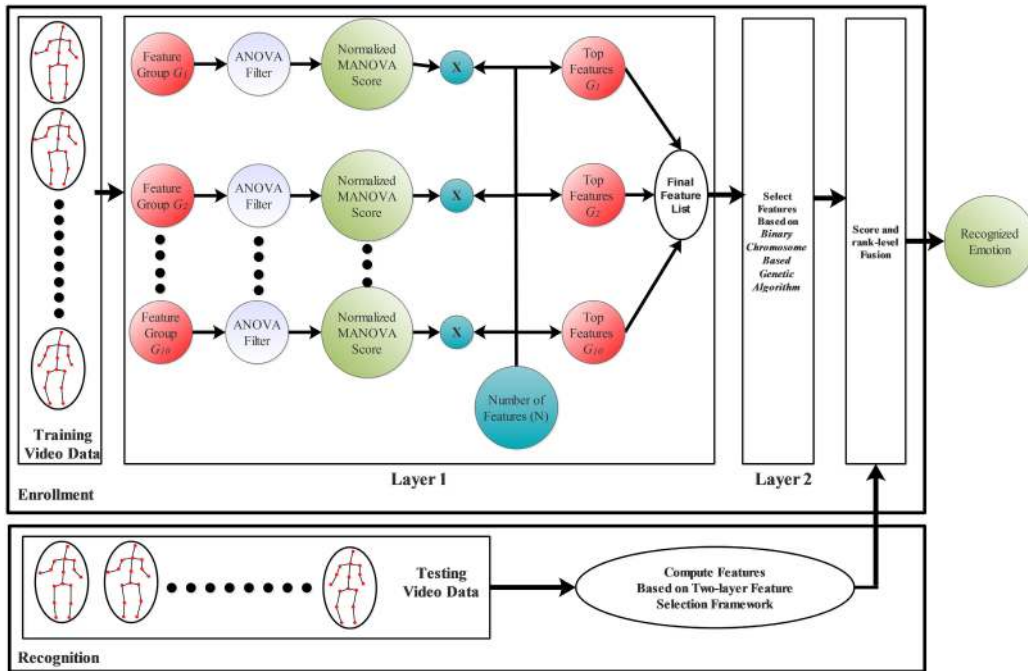 Feature
Group G1
ANOVA
Filter
Normalized
MANOVA
Score
X
Top
Features
G1
Feature
Group G2
ANOVA
Filter
Normalized
MANOVA
Score
X
Top
Features
G2
Final
Feature
List
Select
Features
Based on
Binary
Chromosome
Based
Genetic
Algorithm
Score and
rank-level
Fusion
Recognized
Emotion
Feature
Group
G10
ANOVA
Filter
Normalized
MANOVA
Score
X
Top
Features
G10
Number of
Features (N)
Training
Video Data
Layer 1
Layer 2
Enrollment
Testing
Video Data
Compute Features
Based on Two-layer Feature
Selection Framework
Recognition